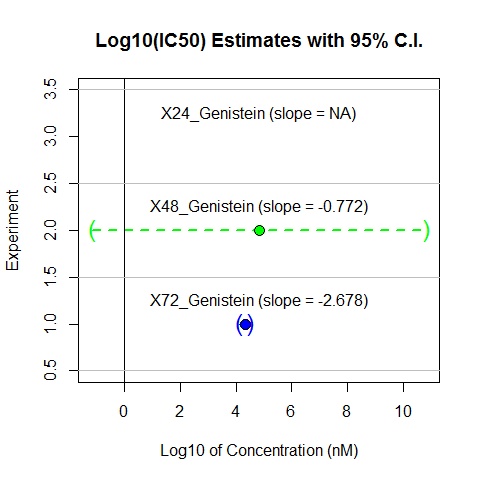 Log10(IC50) Estimates with 95% C.I.
3.5
X24_Genistein (slope = NA)
3.0
2.5
X48_Genistein (slope = -0.772)
2.0
Experiment
1.5
X72_Genistein (slope = -2.678)
1.0
0.5
0 2 4 6 8 10
Log10 of Concentration (nM)